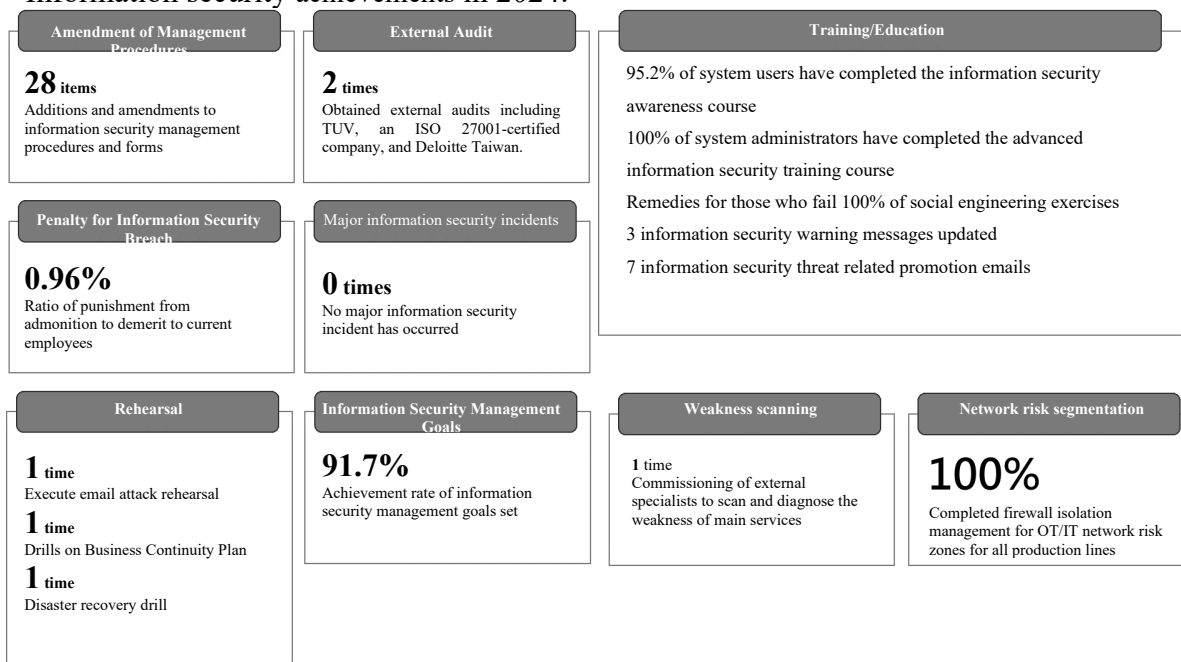 Information security achievements in 2024:
Amendment of Management
Procedures
28 items
Additions and amendments to
information security management
procedures and forms
External Audit
2 times
Obtained external audits including
TUV, an ISO 27001-certified
company, and Deloitte Taiwan.
Training/Education
95.2% of system users have completed the information security
awareness course
100% of system administrators have completed the advanced
information security training course
Remedies for those who fail 100% of social engineering exercises
3 information security warning messages updated
7 information security threat related promotion emails
Penalty for Information Security
Breach
0.96%
Ratio of punishment from
admonition to demerit to current
employees
Major information security incidents
0 times
No major information security
incident has occurred
Rehearsal
1 time
Execute email attack rehearsal
1 time
Drills on Business Continuity Plan
1 time
Disaster recovery drill
Information Security Management
Goals
91.7%
Achievement rate of information
security management goals set
Weakness scanning
1 time
Commissioning of external
specialists to scan and diagnose the
weakness of main services
Network risk segmentation
100%
Completed firewall isolation
management for OT/IT network risk
zones for all production lines